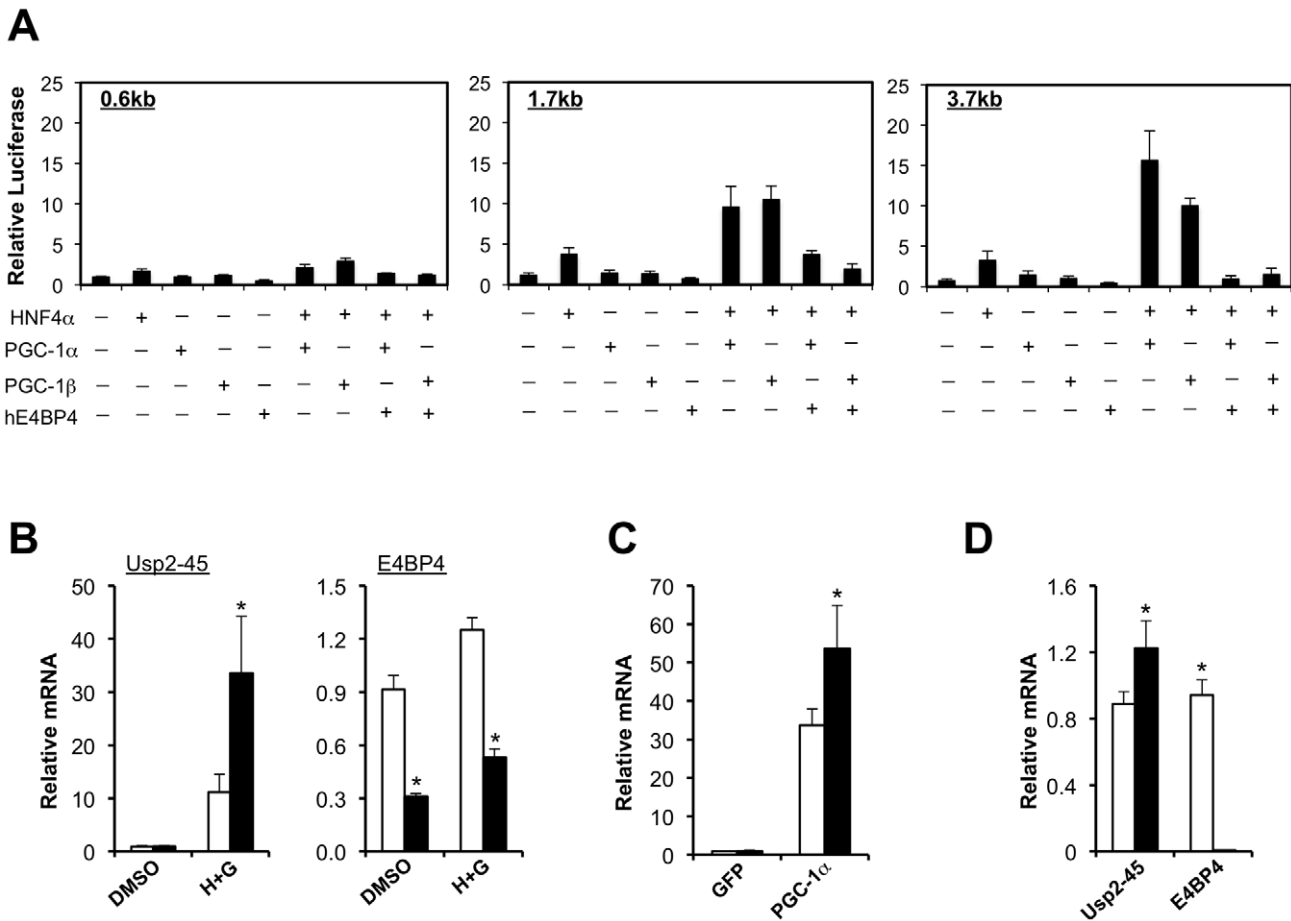 A
0.6kb
1.7kb
3.7kb
Relative Luciferase
25
20
15
10
5
0
25
20
15
10
5
0
25
20
15
10
5
0
HNF4α – + – – – + + + + – + – – – + + + + – + – – – + + + +
PGC-1α – – + – – + – + – – – + – – + – + – – – + – – + – + –
PGC-1β – – – + – – + – + – – – + – – + – + – – – + – – + – +
hE4BP4 – – – – + – – + + – – – – + – – + + – – – – + – – + +
B
Usp2-45
E4BP4
Relative mRNA
50
40
30
20
10
0
*
DMSO
H+G
1.5
1.2
0.9
0.6
0.3
0.0
*
*
DMSO
H+G
C
Relative mRNA
70
60
50
40
30
20
10
0
*
GFP
PGC-1α
D
Relative mRNA
1.6
1.2
0.8
0.4
0
*
*
Usp2-45
E4BP4